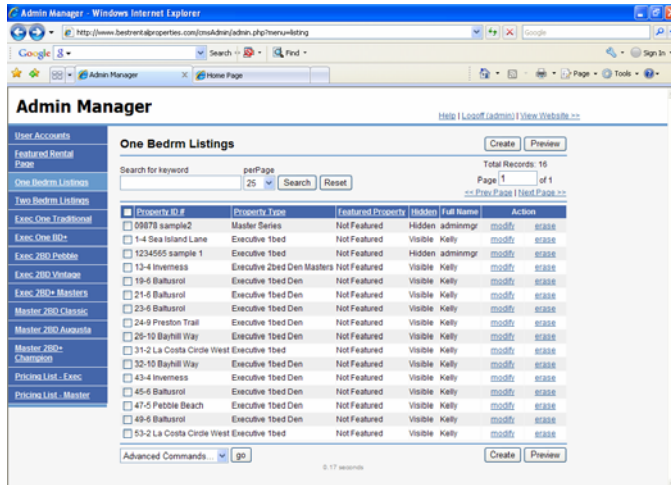 Admin Manager - Windows Internet Explorer
http://www.bestrentalproperties.com/cmsAdmin/admin.php?menu=listing
Google
Google Search Find Sign In
Admin Manager Home Page Page Tools
Admin Manager
Help | Logoff (admin) | View Website >>
User Accounts
Featured Rental Page
One Bedrm Listings
Two Bedrm Listings
Exec One Traditional
Exec One BD+
Exec 2BD Pebble
Exec 2BD Vintage
Exec 2BD+ Masters
Master 2BD Classic
Master 2BD Augusta
Master 2BD+ Champion
Pricing List - Exec
Pricing List - Master
One Bedrm Listings Create Preview
Search for keyword perPage Total Records: 16
25 Search Reset Page 1 of 1
<< Prev Page | Next Page >>
Property ID # Property Type Featured Property Hidden Full Name Action
09878 sample2 Master Series Not Featured Hidden adminmgr modify erase
1-4 Sea Island Lane Executive 1bed Not Featured Visible Kelly modify erase
1234565 sample 1 Executive 1bed Not Featured Hidden adminmgr modify erase
13-4 Inverness Executive 2bed Den Masters Not Featured Visible Kelly modify erase
19-6 Baltusrol Executive 1bed Den Not Featured Visible Kelly modify erase
21-6 Baltusrol Executive 1bed Den Not Featured Visible Kelly modify erase
23-6 Baltusrol Executive 1bed Den Not Featured Visible Kelly modify erase
24-9 Preston Trail Executive 1bed Den Not Featured Visible Kelly modify erase
26-10 Bayhill Way Executive 1bed Den Not Featured Visible Kelly modify erase
31-2 La Costa Circle West Executive 1bed Not Featured Visible Kelly modify erase
32-10 Bayhill Way Executive 1bed Den Not Featured Visible Kelly modify erase
43-4 Inverness Executive 1bed Den Not Featured Visible Kelly modify erase
45-6 Baltusrol Executive 1bed Den Not Featured Visible Kelly modify erase
47-5 Pebble Beach Executive 1bed Den Not Featured Visible Kelly modify erase
49-6 Baltusrol Executive 1bed Den Not Featured Visible Kelly modify erase
53-2 La Costa Circle West Executive 1bed Not Featured Visible Kelly modify erase
Advanced Commands... go Create Preview
0.17 seconds